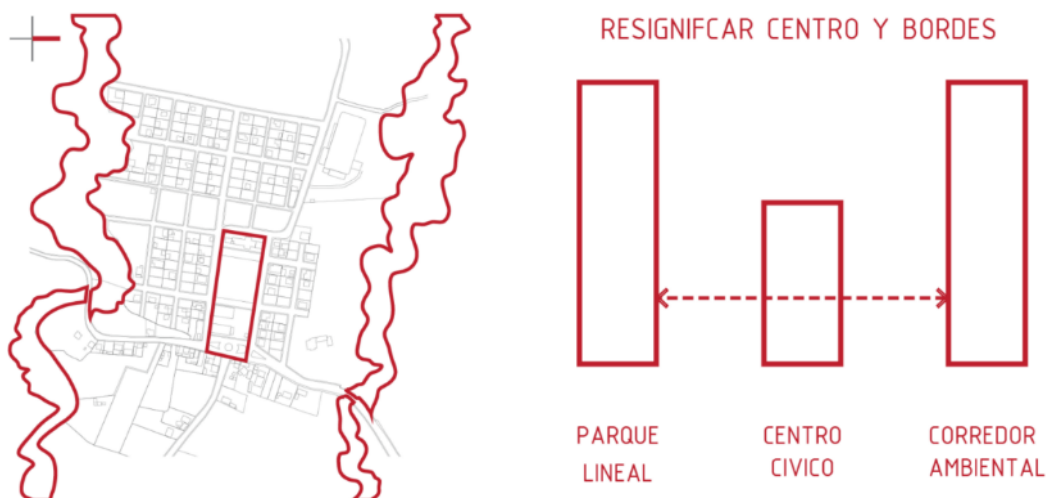 RESIGNIFCAR CENTRO Y BORDES
PARQUE
LINEAL
CENTRO
CIVICO
CORREDOR
AMBIENTAL